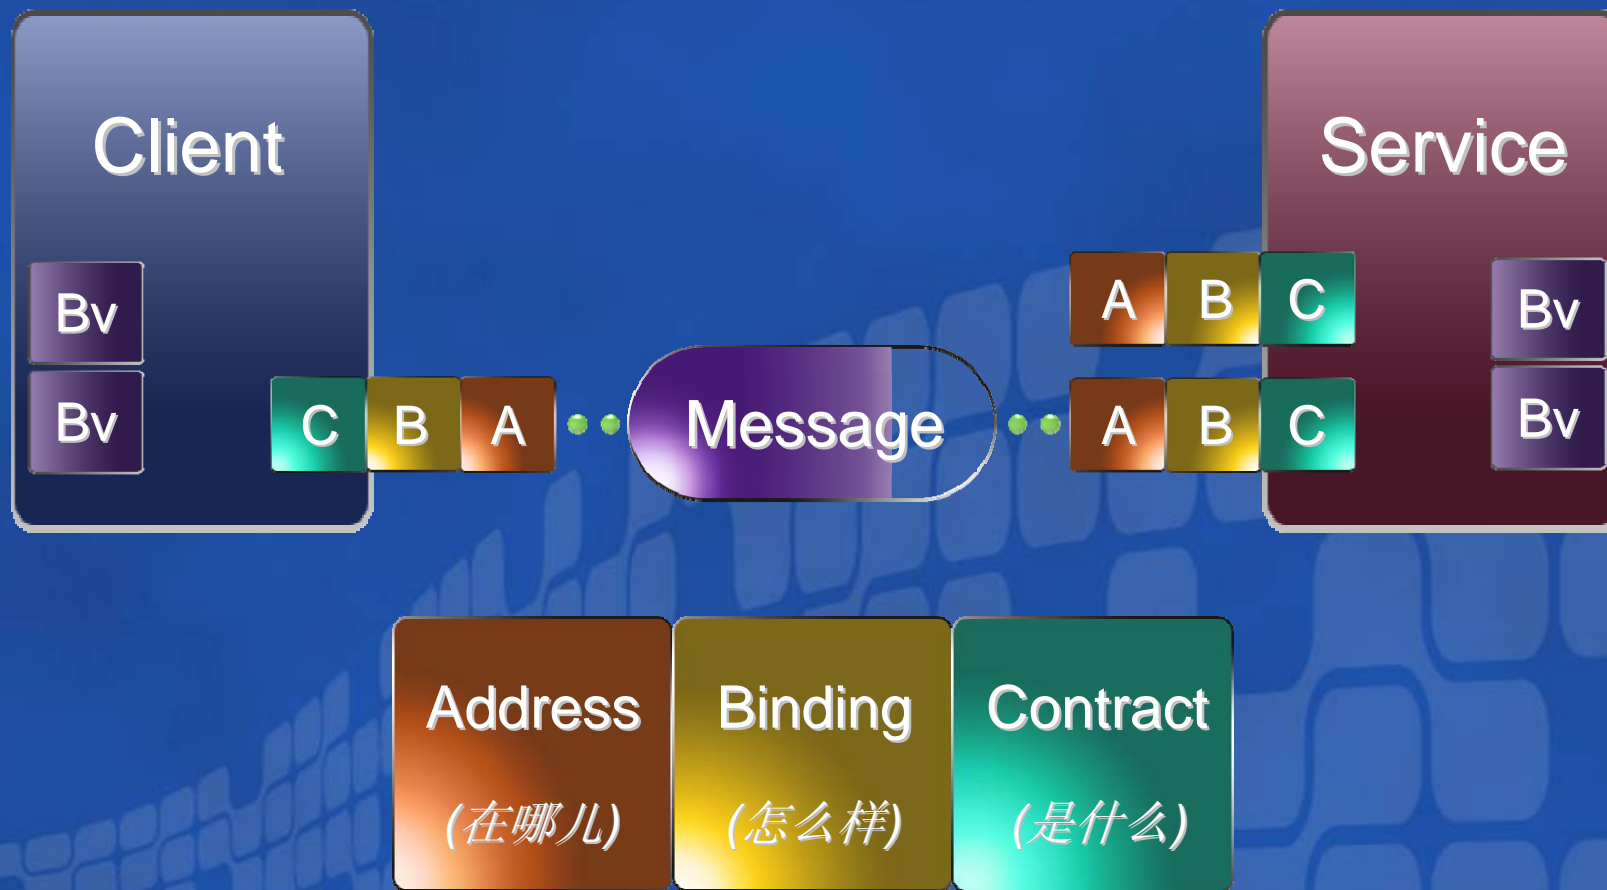 Client
Service
Bv
A B C
Bv
Bv
C B A
Message
A B C
Bv
Address
Binding
Contract
(在哪儿)
(怎么样)
(是什么)